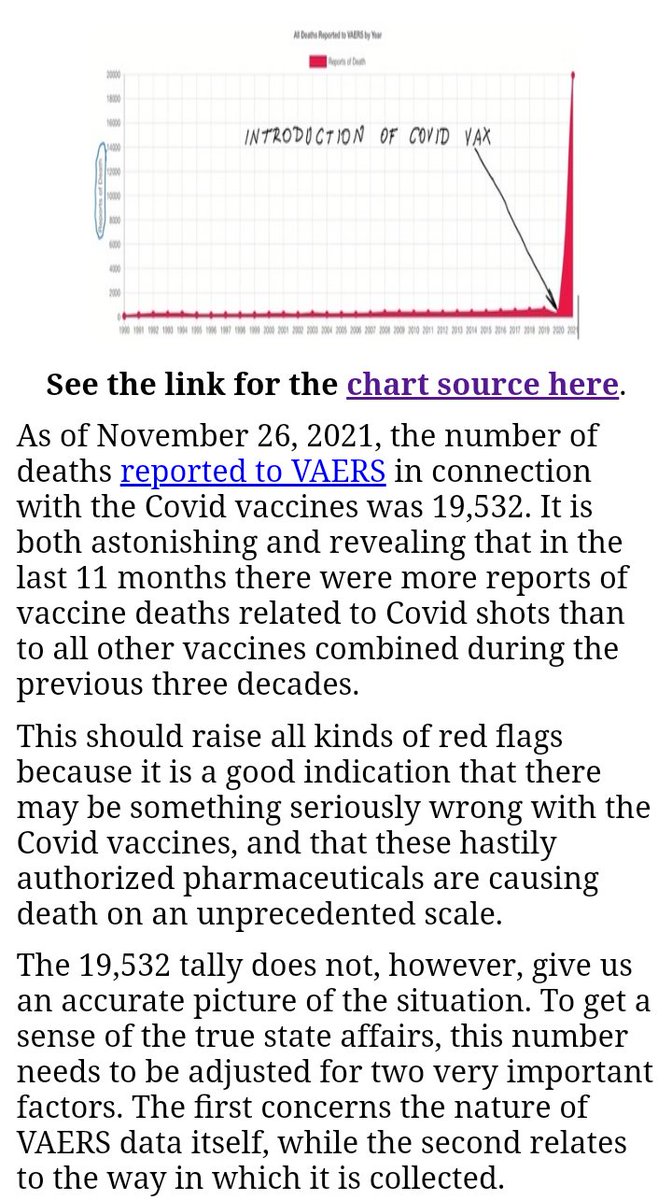 All Deaths Reported to VAERS by Year
Reports of Death
20000
18000
16000
INTRODUCTION OF COVID VAX
14000
12000
Reports of Death
10000
8000
6000
4000
2000
0
1990 1991 1992 1993 1994 1995 1996 1997 1998 1999 2000 2001 2002 2003 2004 2005 2006 2007 2008 2009 2010 2011 2012 2013 2014 2015 2016 2017 2018 2019 2020 2021
See the link for the chart source here.
As of November 26, 2021, the number of
deaths reported to VAERS in connection
with the Covid vaccines was 19,532. It is
both astonishing and revealing that in the
last 11 months there were more reports of
vaccine deaths related to Covid shots than
to all other vaccines combined during the
previous three decades.
This should raise all kinds of red flags
because it is a good indication that there
may be something seriously wrong with the
Covid vaccines, and that these hastily
authorized pharmaceuticals are causing
death on an unprecedented scale.
The 19,532 tally does not, however, give us
an accurate picture of the situation. To get a
sense of the true state affairs, this number
needs to be adjusted for two very important
factors. The first concerns the nature of
VAERS data itself, while the second relates
to the way in which it is collected.